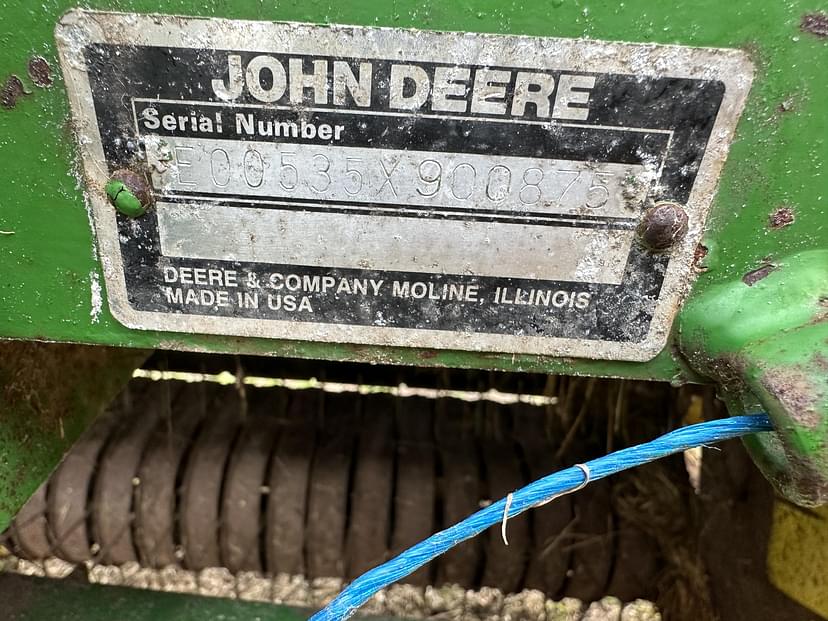 JOHN DEERE
Serial Number
E00535X900875
DEERE & COMPANY MOLINE, ILLINOIS
MADE IN USA